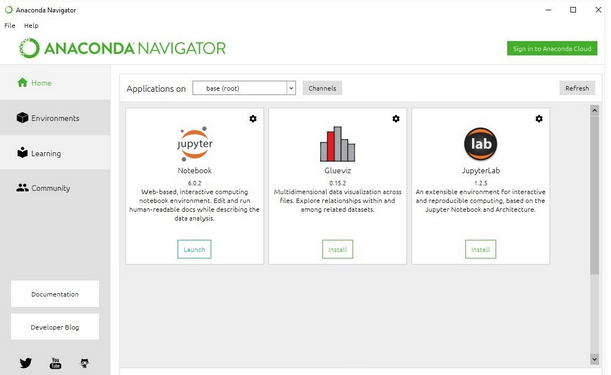 Anaconda Navigator
File Help
ANACONDA NAVIGATOR
Sign in to Anaconda Cloud
Home
Environments
Learning
Community
Documentation
Developer Blog
You
Tube
Applications on base (root) Channels Refresh
jupyter
Notebook
6.0.2
Web-based, interactive computing
notebook environment. Edit and run
human-readable docs while describing the
data analysis.
Launch
Glueviz
0.15.2
Multidimensional data visualization across
files. Explore relationships within and
among related datasets.
Install
lab
JupyterLab
1.2.5
An extensible environment for interactive
and reproducible computing, based on the
Jupyter Notebook and Architecture.
Install